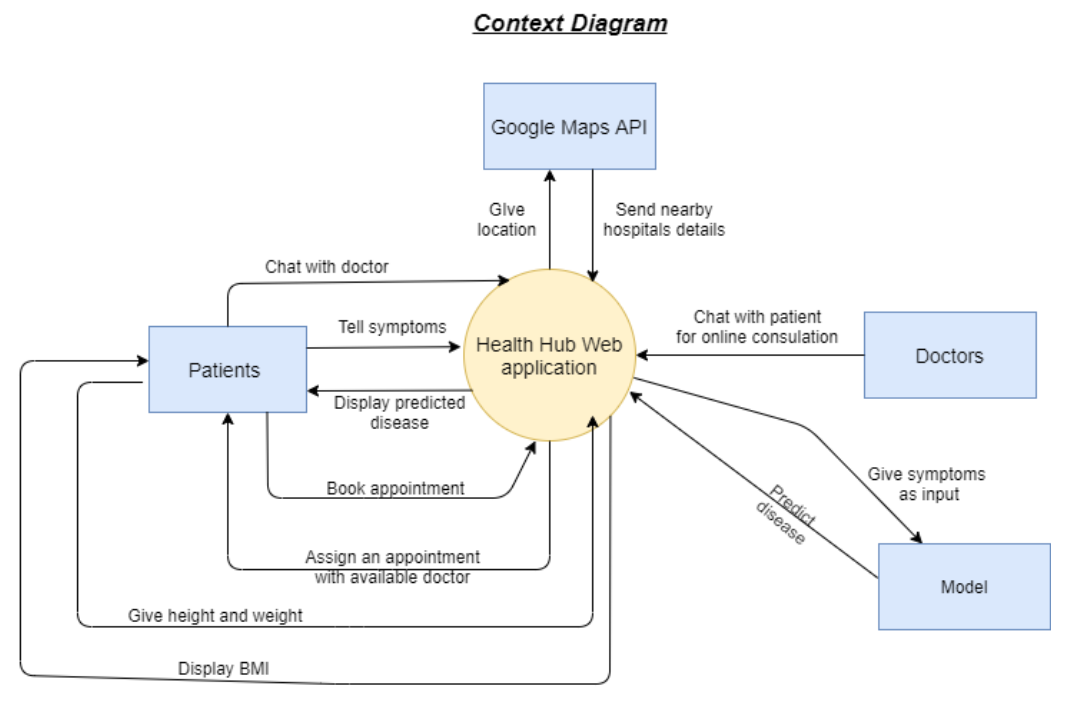 Context Diagram
Google Maps API
GIve
location
Send nearby
hospitals details
Chat with doctor
Chat with patient
for online consulation
Tell symptoms
Health Hub Web
application
Doctors
Patients
Display predicted
disease
Give symptoms
as input
Book appointment
Predict
disease
Assign an appointment
with available doctor
Model
Give height and weight
Display BMI